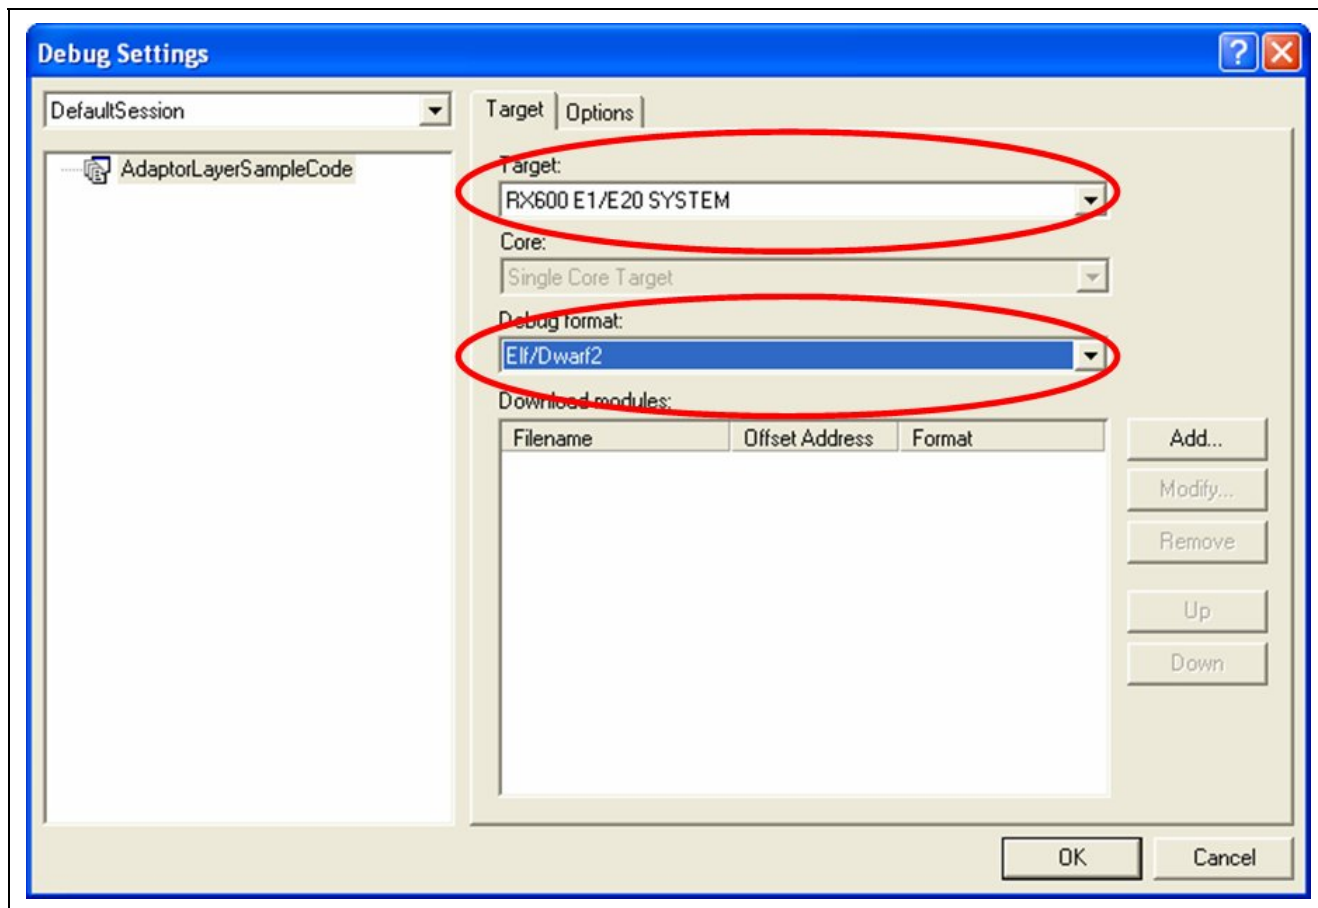 Debug Settings
DefaultSession
AdaptorLayerSampleCode
Target
Options
Target:
RX600 E1/E20 SYSTEM
Core:
Single Core Target
Debug format:
Elf/Dwarf2
Download modules:
Filename Offset Address Format
Add...
Modify...
Remove
Up
Down
OK
Cancel